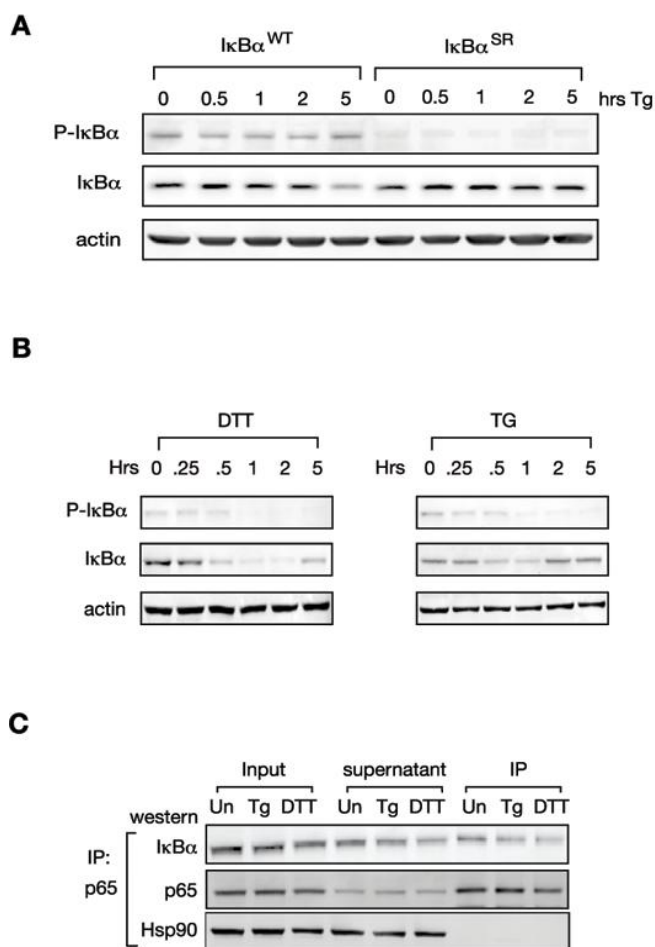 A
IκBα^WT IκBα^SR
0 0.5 1 2 5 0 0.5 1 2 5 hrs Tg
P-IκBα
IκBα
actin
B
DTT TG
Hrs 0 .25 .5 1 2 5 Hrs 0 .25 .5 1 2 5
P-IκBα
IκBα
actin
C
Input supernatant IP
western Un Tg DTT Un Tg DTT Un Tg DTT
IκBα
IP:
p65 p65
Hsp90